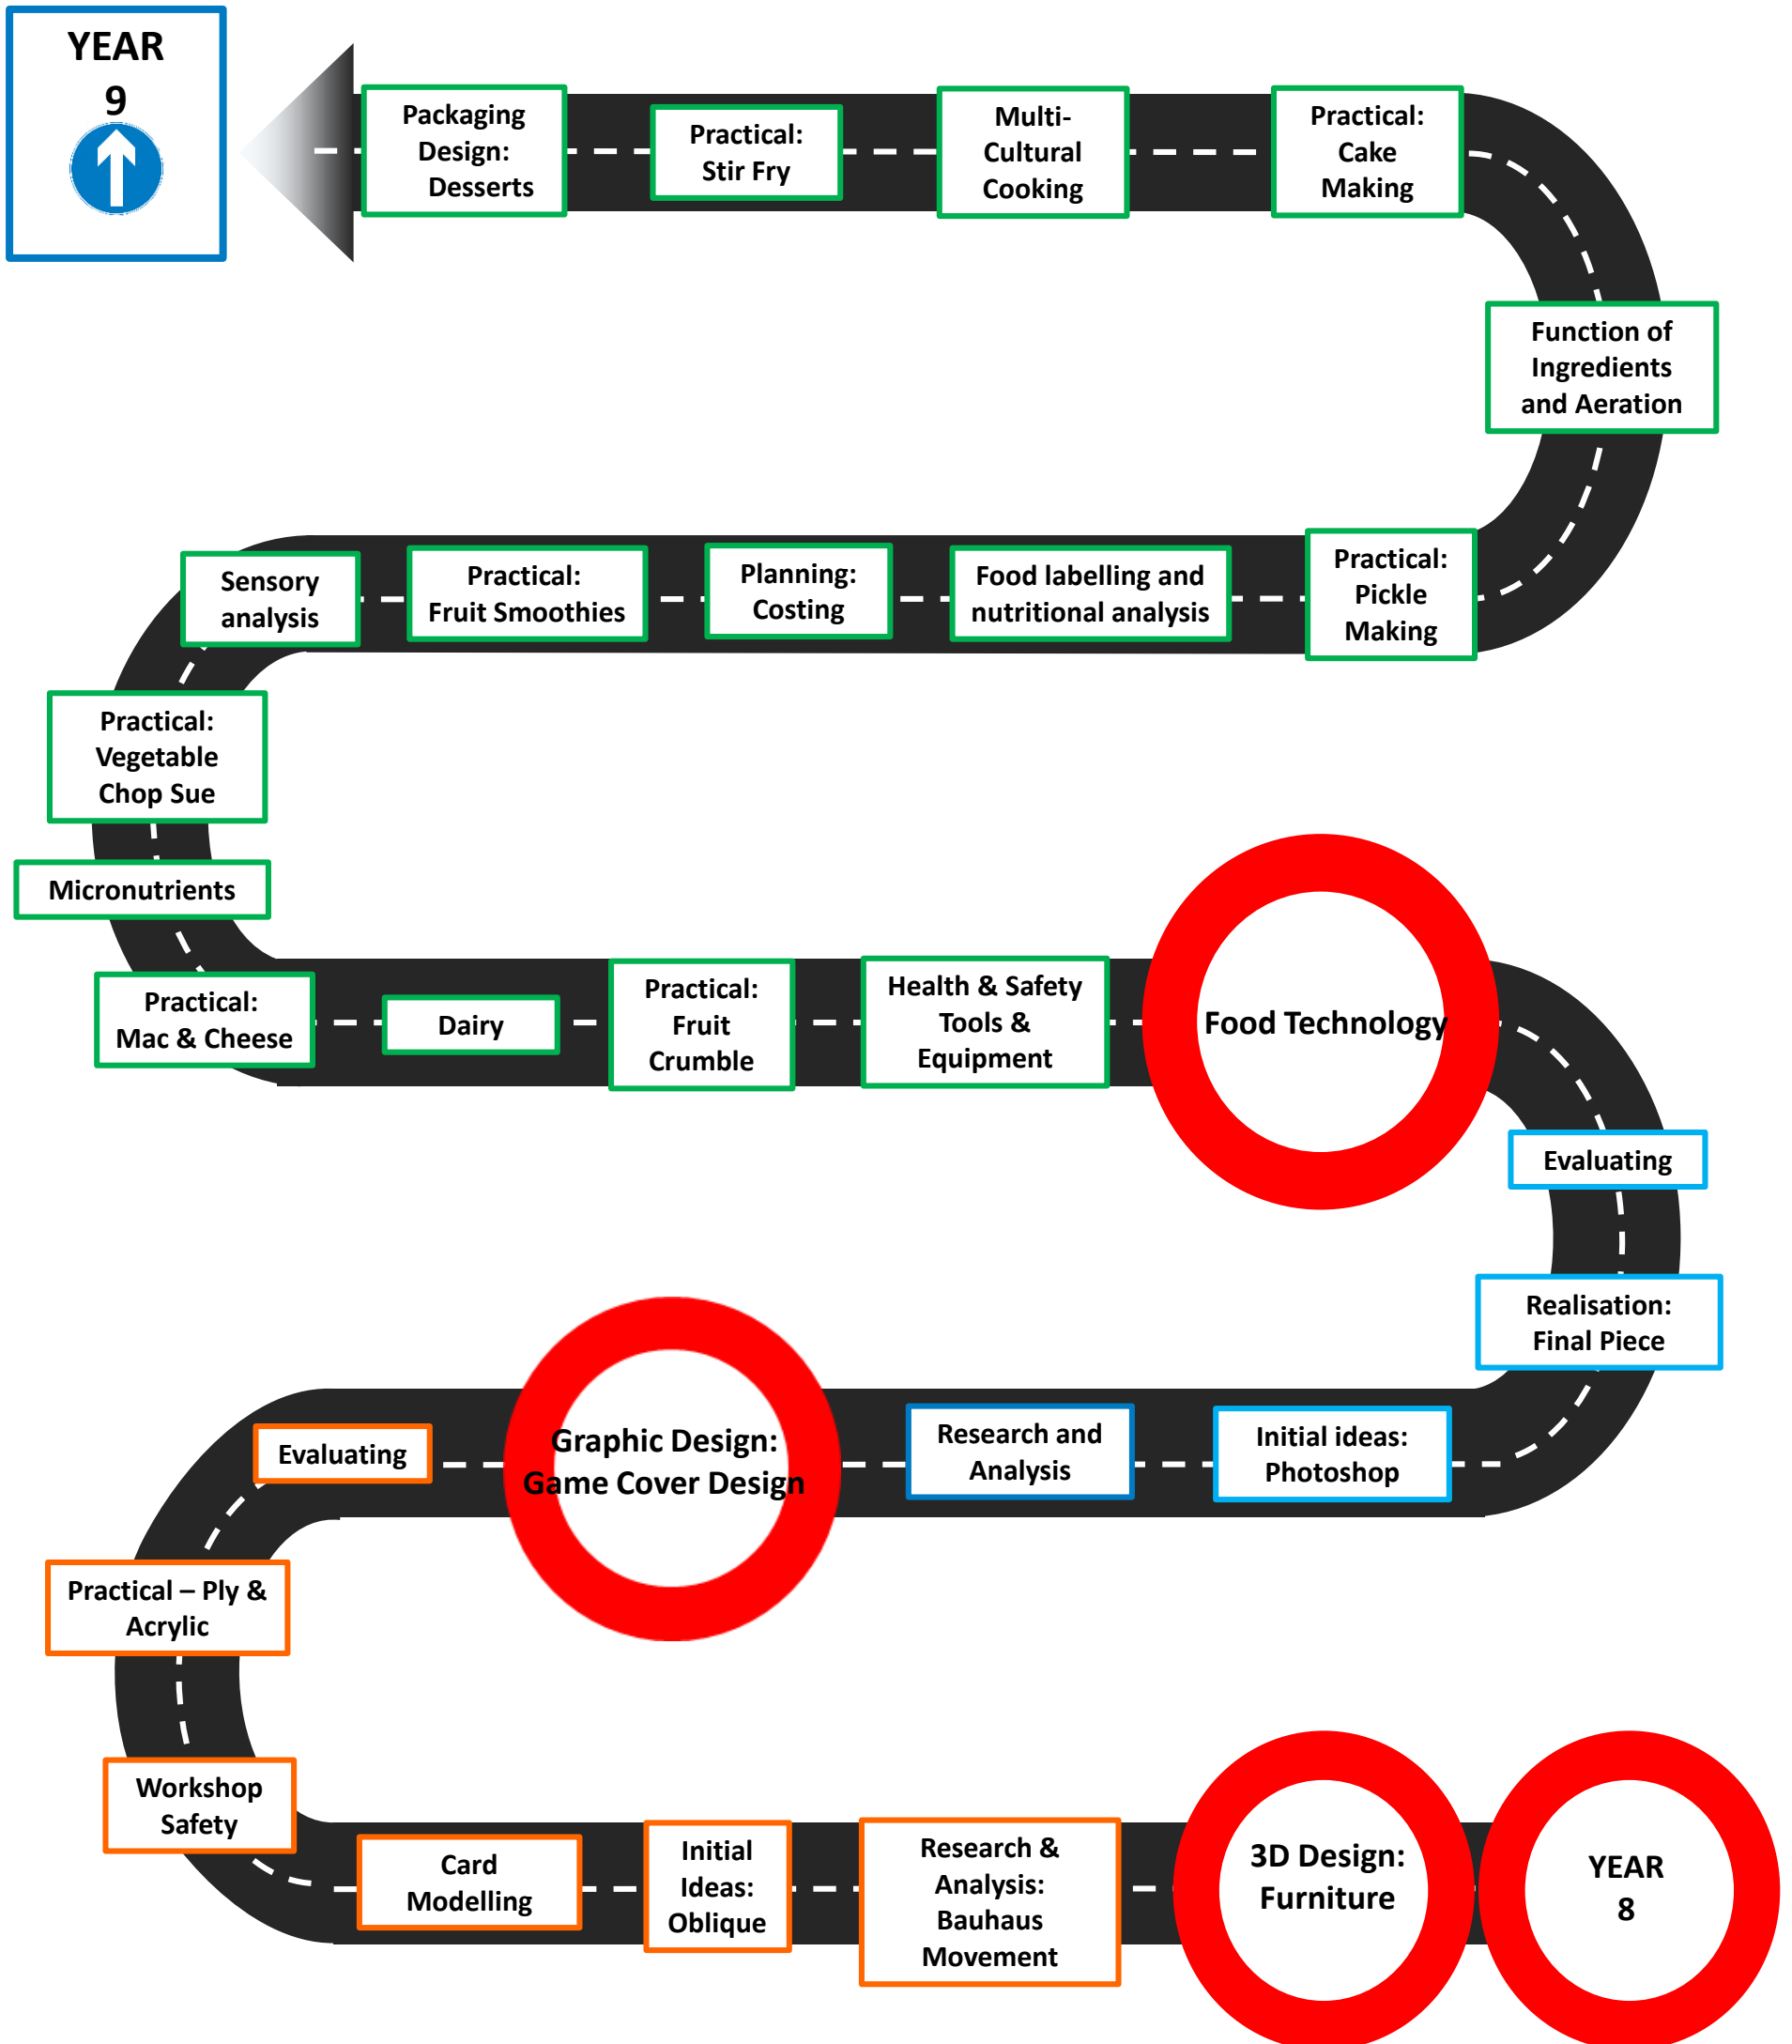 YEAR
9
Packaging
Design:
Desserts
Practical:
Stir Fry
Multi-
Cultural
Cooking
Practical:
Cake
Making
Function of
Ingredients
and Aeration
Sensory
analysis
Practical:
Fruit Smoothies
Planning:
Costing
Food labelling and
nutritional analysis
Practical:
Pickle
Making
Practical:
Vegetable
Chop Sue
Micronutrients
Practical:
Mac & Cheese
Dairy
Practical:
Fruit
Crumble
Health & Safety
Tools &
Equipment
Food Technology
Evaluating
Realisation:
Final Piece
Evaluating
Graphic Design:
Game Cover Design
Research and
Analysis
Initial ideas:
Photoshop
Practical – Ply &
Acrylic
Workshop
Safety
Card
Modelling
Initial
Ideas:
Oblique
Research &
Analysis:
Bauhaus
Movement
3D Design:
Furniture
YEAR
8